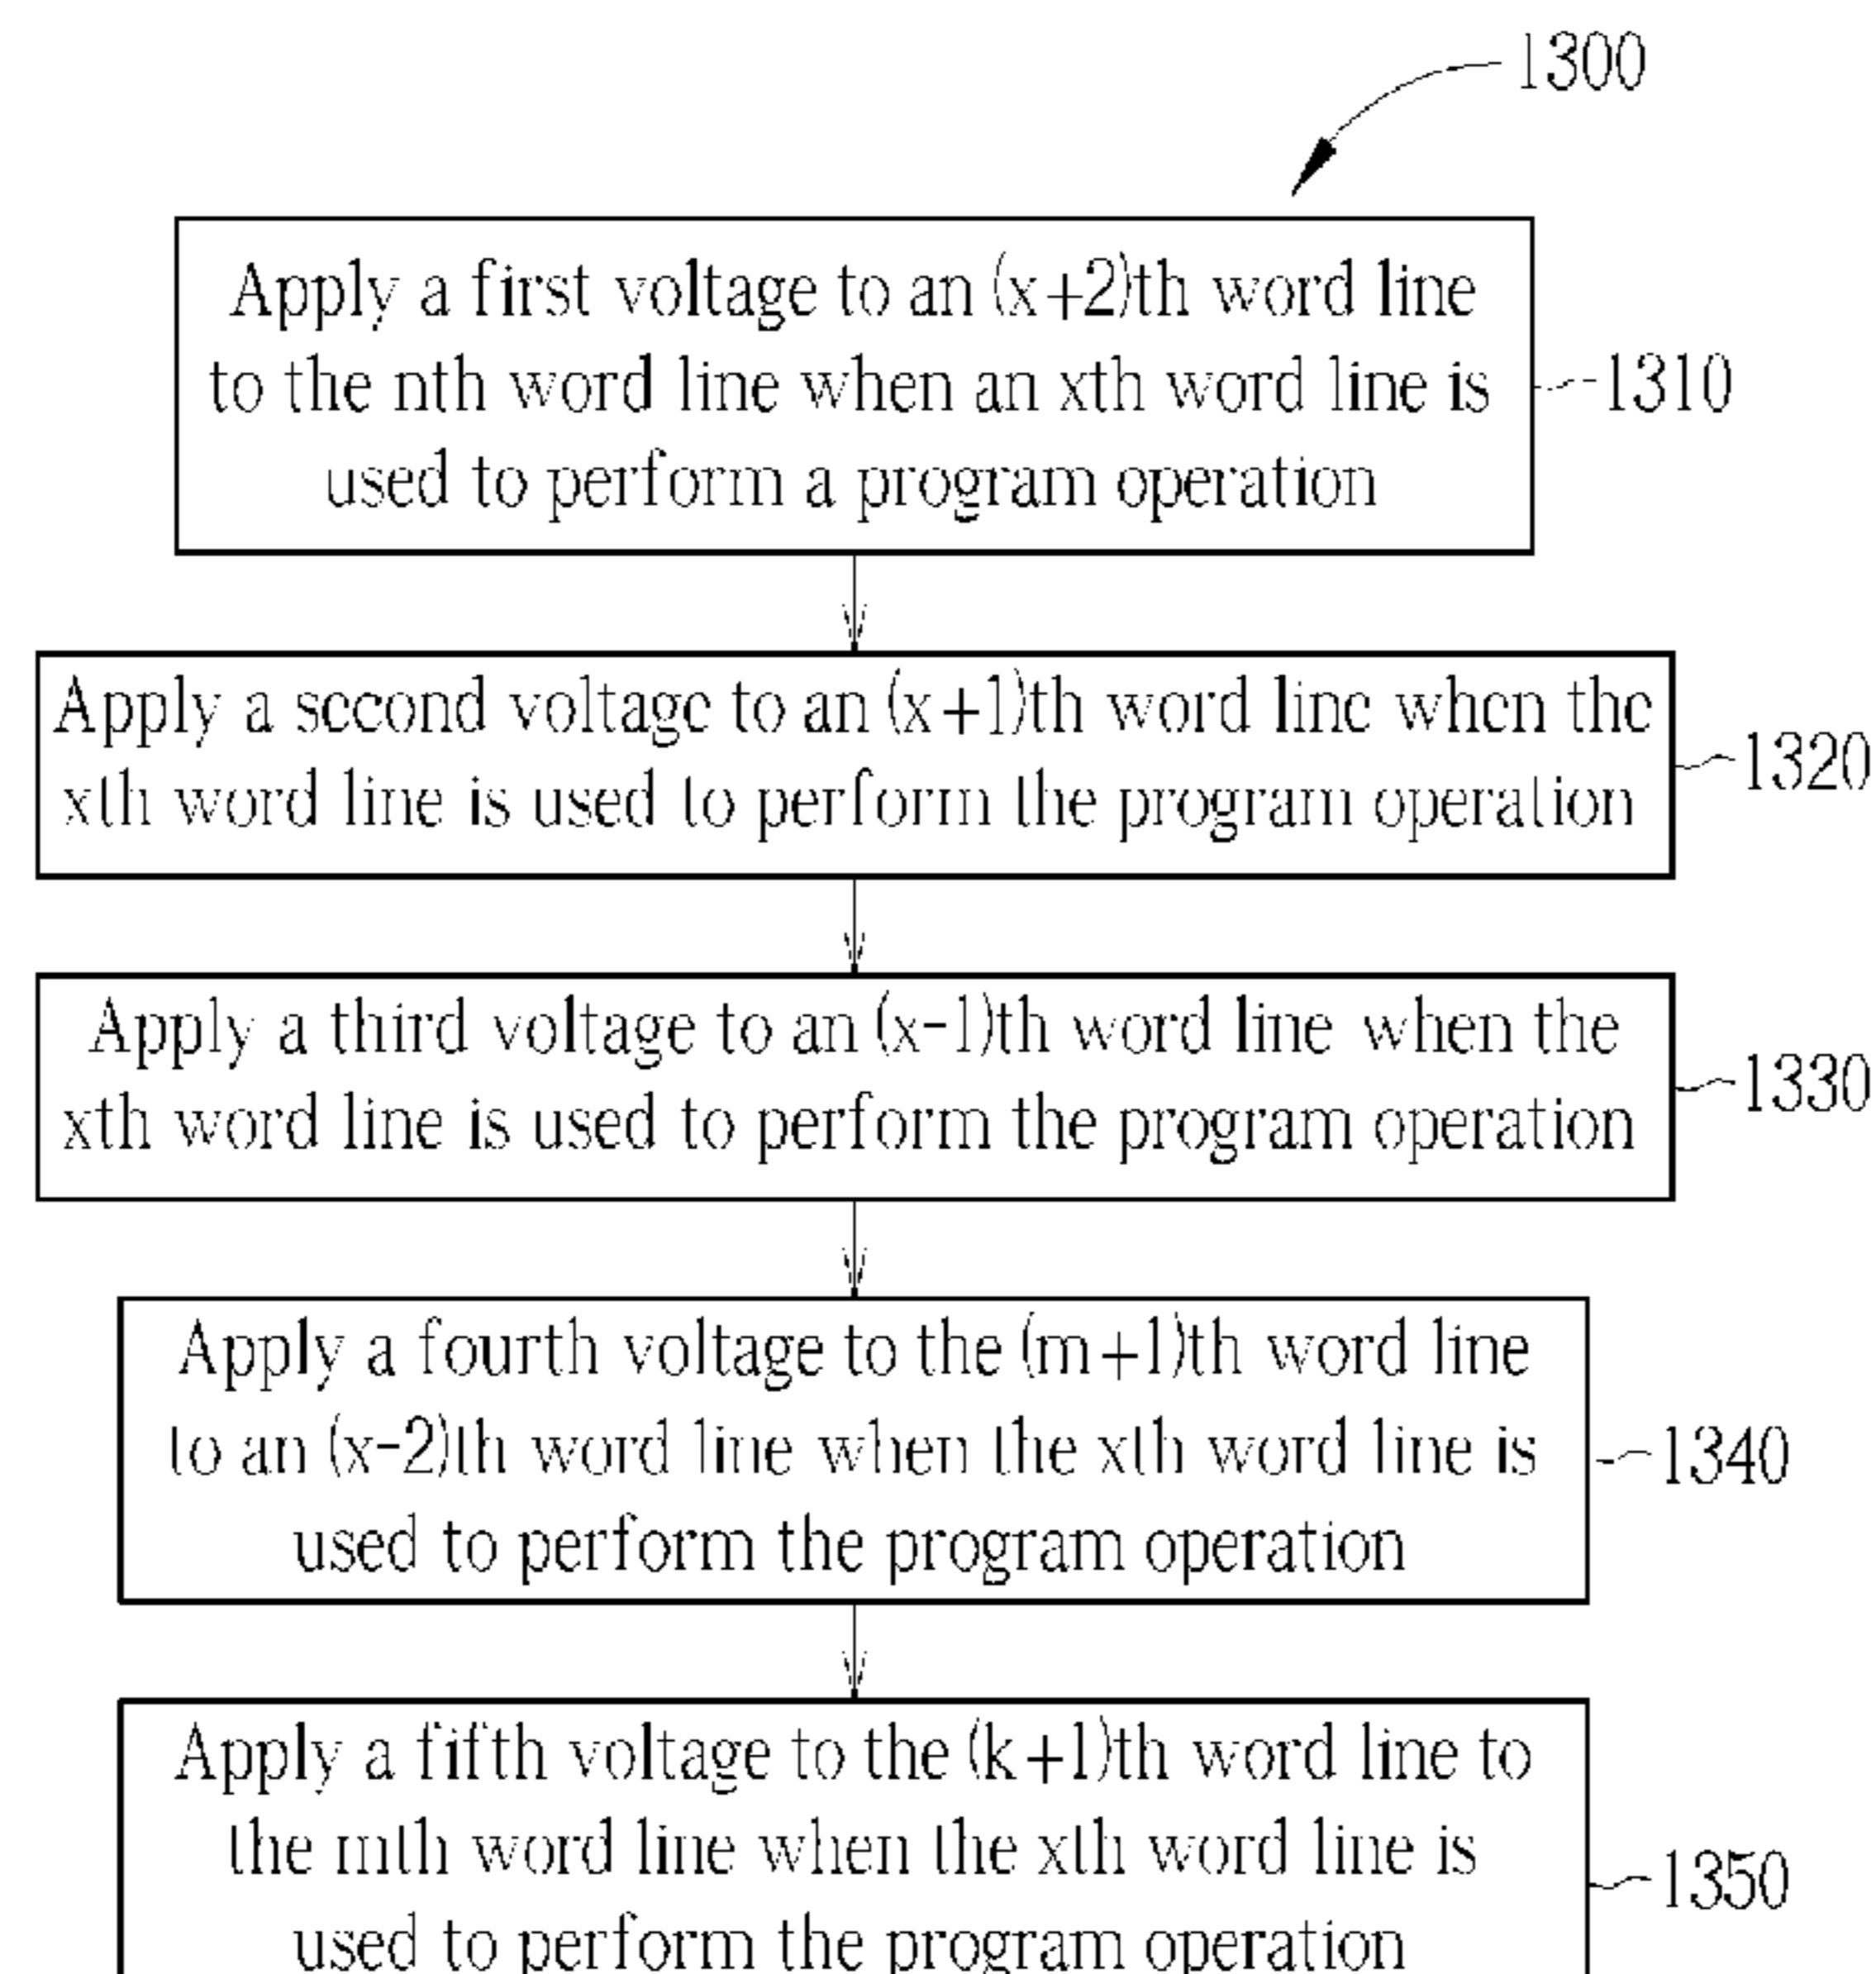 1300
Apply a first voltage to an (x+2)th word line
to the nth word line when an xth word line is
used to perform a program operation
1310
Apply a second voltage to an (x+1)th word line when the
xth word line is used to perform the program operation
1320
Apply a third voltage to an (x-1)th word line when the
xth word line is used to perform the program operation
1330
Apply a fourth voltage to the (m+1)th word line
to an (x-2)th word line when the xth word line is
used to perform the program operation
1340
Apply a fifth voltage to the (k+1)th word line to
the mth word line when the xth word line is
used to perform the program operation
1350